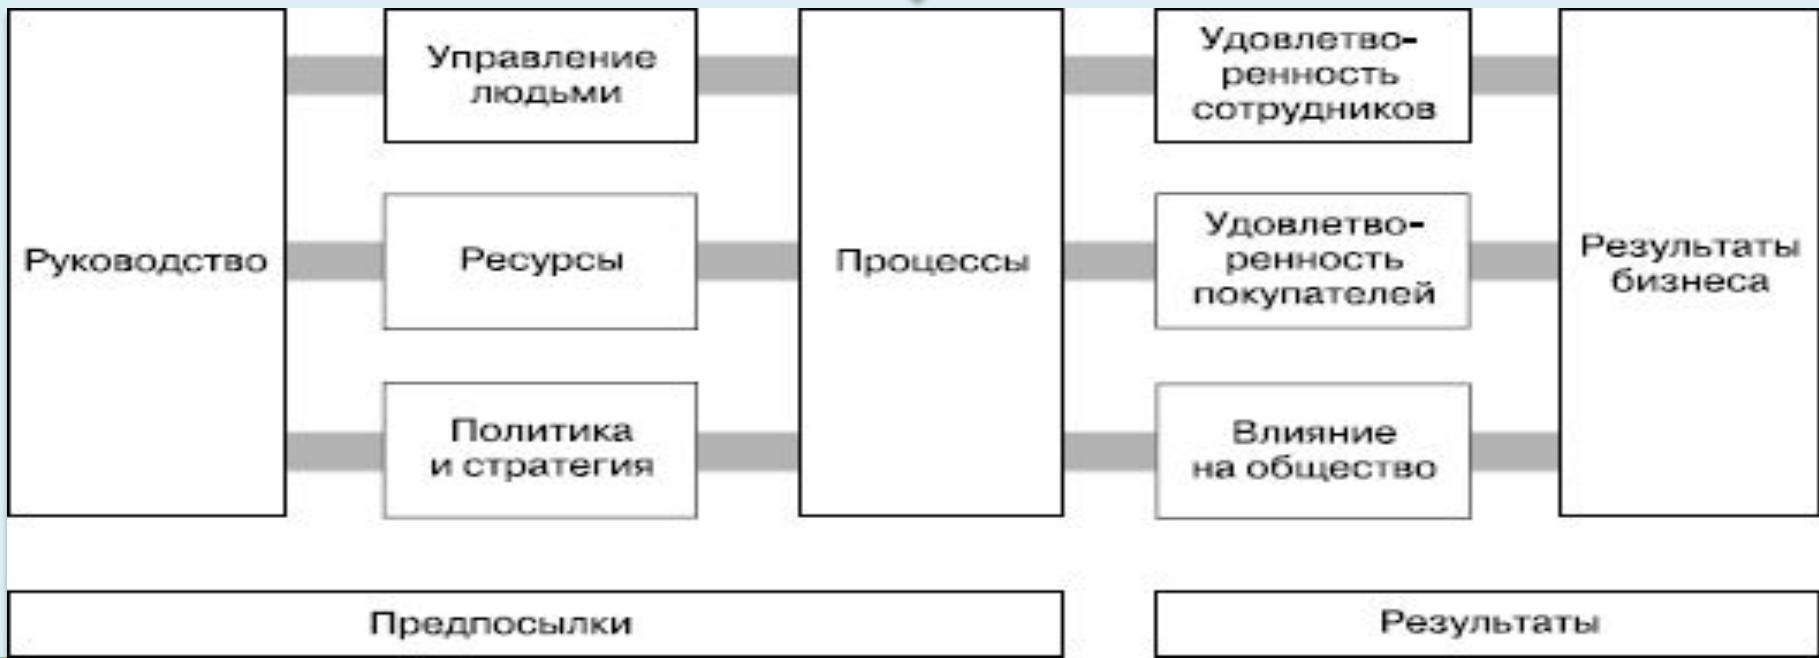 Руководство
Управление
людьми
Ресурсы
Политика
и стратегия
Процессы
Удовлетво-
ренность
сотрудников
Удовлетво-
ренность
покупателей
Влияние
на общество
Результаты
бизнеса
Предпосылки
Результаты